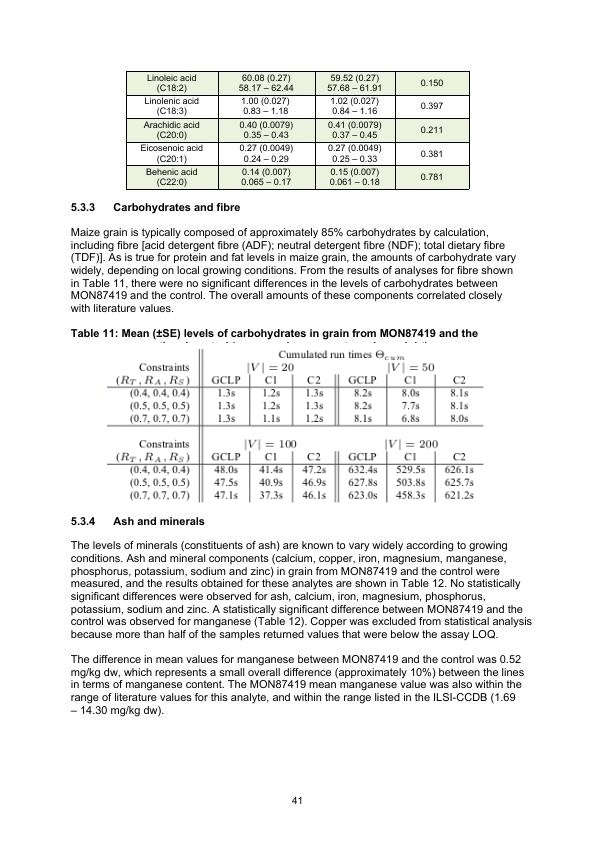 Linoleic acid (C18:2) 60.08 (0.27) 58.17 – 62.44 59.52 (0.27) 57.68 – 61.91 0.150
Linolenic acid (C18:3) 1.00 (0.027) 0.83 – 1.18 1.02 (0.027) 0.84 – 1.16 0.397
Arachidic acid (C20:0) 0.40 (0.0079) 0.35 – 0.43 0.41 (0.0079) 0.37 – 0.45 0.211
Eicosenoic acid (C20:1) 0.27 (0.0049) 0.24 – 0.29 0.27 (0.0049) 0.25 – 0.33 0.381
Behenic acid (C22:0) 0.14 (0.007) 0.065 – 0.17 0.15 (0.007) 0.061 – 0.18 0.781
5.3.3 Carbohydrates and fibre
Maize grain is typically composed of approximately 85% carbohydrates by calculation,
including fibre [acid detergent fibre (ADF); neutral detergent fibre (NDF); total dietary fibre
(TDF)]. As is true for protein and fat levels in maize grain, the amounts of carbohydrate vary
widely, depending on local growing conditions. From the results of analyses for fibre shown
in Table 11, there were no significant differences in the levels of carbohydrates between
MON87419 and the control. The overall amounts of these components correlated closely
with literature values.
Table 11: Mean (±SE) levels of carbohydrates in grain from MON87419 and the
Cumulated run times Θcum
Constraints |V| = 20 |V| = 50
(RT, RA, RS) GCLP C1 C2 GCLP C1 C2
(0.4, 0.4, 0.4) 1.3s 1.2s 1.3s 8.2s 8.0s 8.1s
(0.5, 0.5, 0.5) 1.3s 1.2s 1.3s 8.2s 7.7s 8.1s
(0.7, 0.7, 0.7) 1.3s 1.1s 1.2s 8.1s 6.8s 8.0s
Constraints |V| = 100 |V| = 200
(RT, RA, RS) GCLP C1 C2 GCLP C1 C2
(0.4, 0.4, 0.4) 48.0s 41.4s 47.2s 632.4s 529.5s 626.1s
(0.5, 0.5, 0.5) 47.5s 40.9s 46.9s 627.8s 503.8s 625.7s
(0.7, 0.7, 0.7) 47.1s 37.3s 46.1s 623.0s 458.3s 621.2s
5.3.4 Ash and minerals
The levels of minerals (constituents of ash) are known to vary widely according to growing
conditions. Ash and mineral components (calcium, copper, iron, magnesium, manganese,
phosphorus, potassium, sodium and zinc) in grain from MON87419 and the control were
measured, and the results obtained for these analytes are shown in Table 12. No statistically
significant differences were observed for ash, calcium, iron, magnesium, phosphorus,
potassium, sodium and zinc. A statistically significant difference between MON87419 and the
control was observed for manganese (Table 12). Copper was excluded from statistical analysis
because more than half of the samples returned values that were below the assay LOQ.
The difference in mean values for manganese between MON87419 and the control was 0.52
mg/kg dw, which represents a small overall difference (approximately 10%) between the lines
in terms of manganese content. The MON87419 mean manganese value was also within the
range of literature values for this analyte, and within the range listed in the ILSI-CCDB (1.69
– 14.30 mg/kg dw).
41